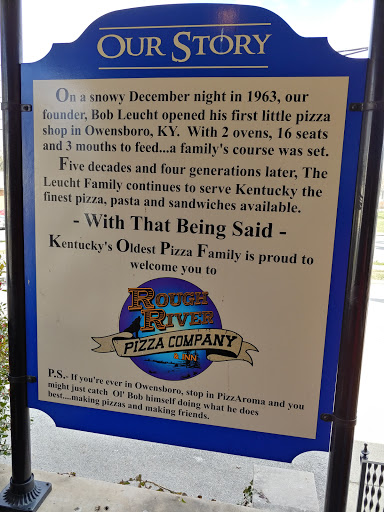 OUR STORY
On a snowy December night in 1963, our
founder, Bob Leucht opened his first little pizza
shop in Owensboro, KY. With 2 ovens, 16 seats
and 3 mouths to feed...a family's course was set.
Five decades and four generations later, The
Leucht Family continues to serve Kentucky the
finest pizza, pasta and sandwiches available.
- With That Being Said -
Kentucky's Oldest Pizza Family is proud to
welcome you to
ROUGH
RIVER
PIZZA COMPANY
& INN
P.S.- If you're ever in Owensboro, stop in PizzAroma and you
might just catch Ol' Bob himself doing what he does
best....making pizzas and making friends.